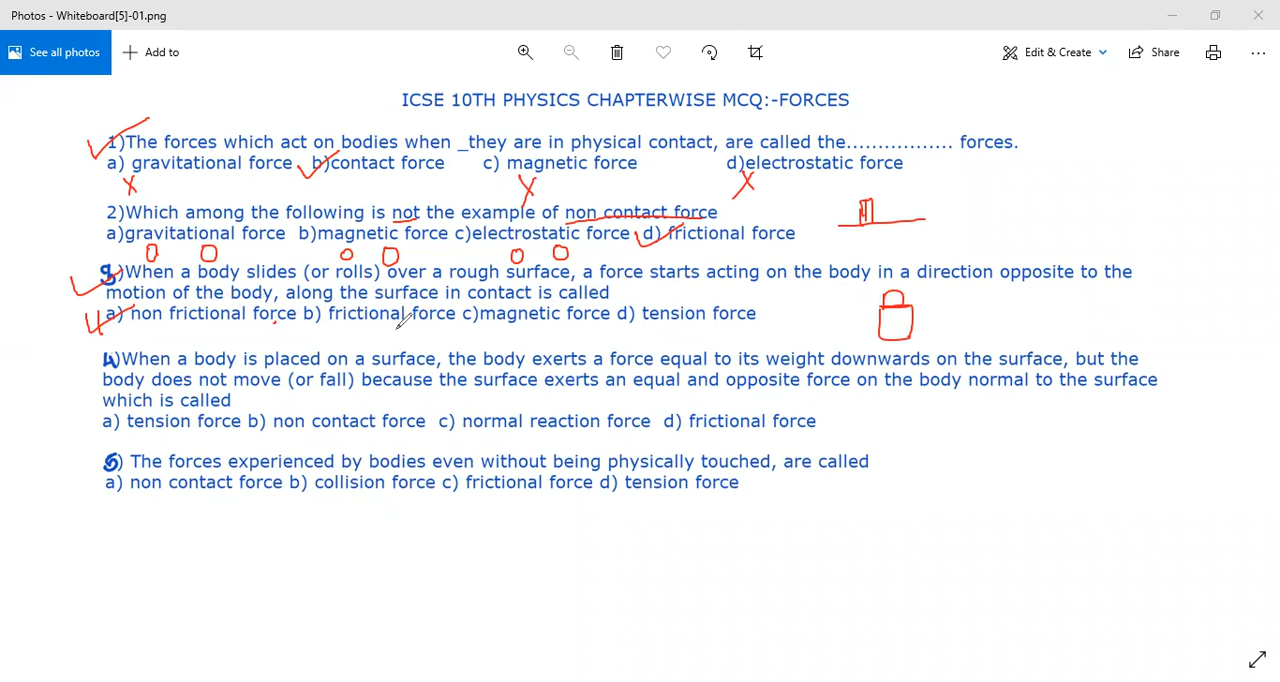 Photos - Whiteboard[5]-01.png
See all photos
Add to
Edit & Create
Share
ICSE 10TH PHYSICS CHAPTERWISE MCQ:-FORCES
1)The forces which act on bodies when _they are in physical contact, are called the................. forces.
a) gravitational force b)contact force c) magnetic force d)electrostatic force
2)Which among the following is not the example of non contact force
a)gravitational force b)magnetic force c)electrostatic force d) frictional force
3)When a body slides (or rolls) over a rough surface, a force starts acting on the body in a direction opposite to the
motion of the body, along the surface in contact is called
a) non frictional force b) frictional force c)magnetic force d) tension force
4)When a body is placed on a surface, the body exerts a force equal to its weight downwards on the surface, but the
body does not move (or fall) because the surface exerts an equal and opposite force on the body normal to the surface
which is called
a) tension force b) non contact force c) normal reaction force d) frictional force
5) The forces experienced by bodies even without being physically touched, are called
a) non contact force b) collision force c) frictional force d) tension force